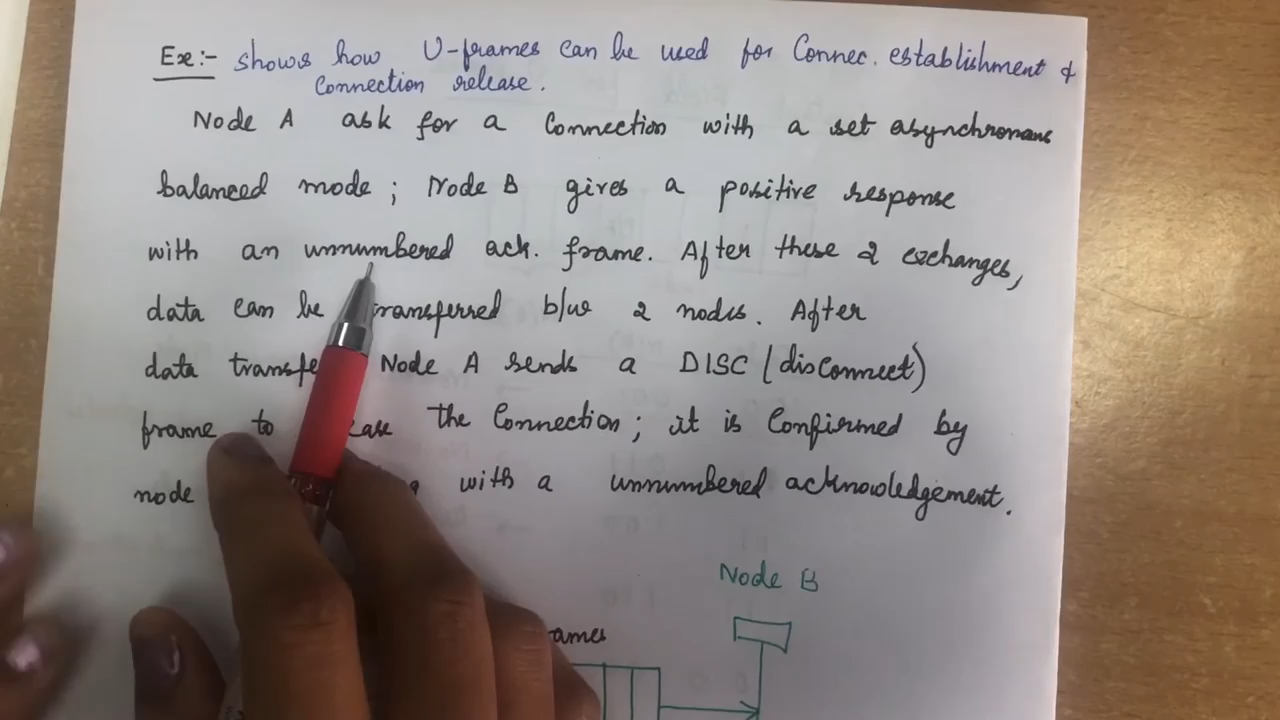 Ex:- shows how U-frames can be used for Connec. establishment &
Connection release.
Node A ask for a Connection with a set asynchronous
balanced mode; Node B gives a positive response
with an unnumbered ack. frame. After these 2 exchanges,
data can be transferred b/w 2 nodes. After
data Node A sends a DISC (disconnect)
frame to the Connection; it is Confirmed by
node with a unnumbered acknowledgement.
Node B